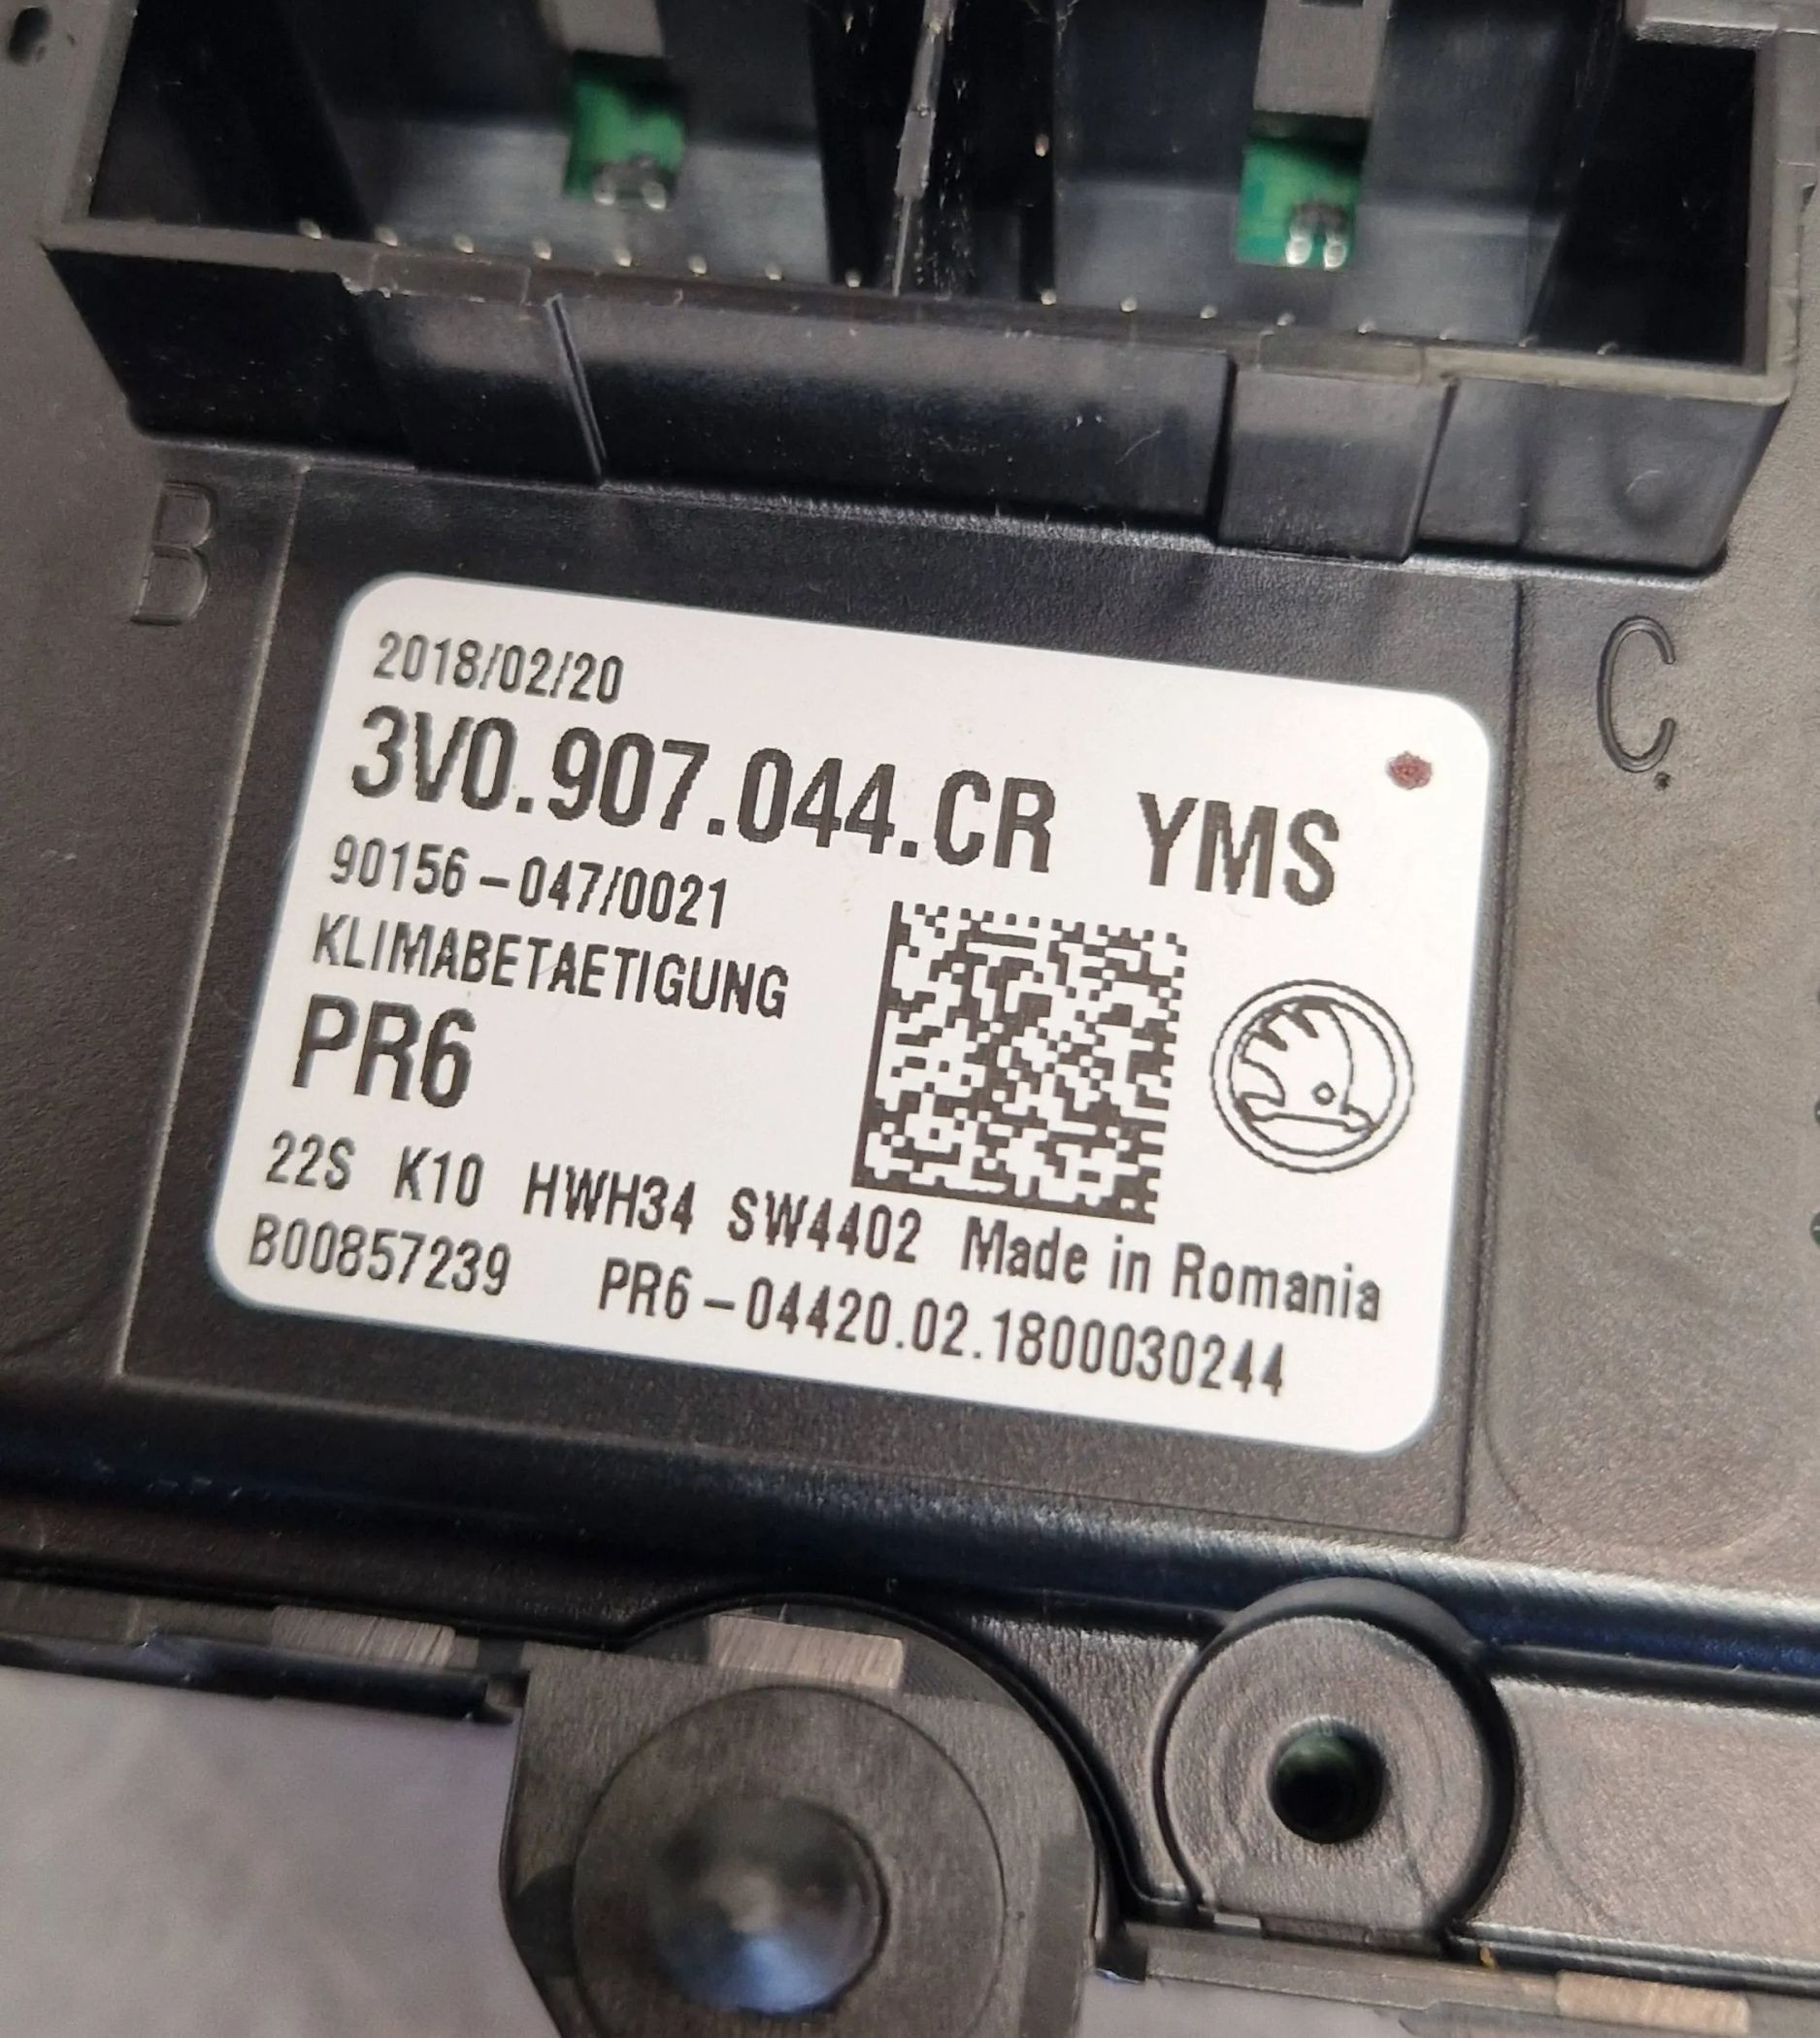 B
C
2018/02/20
3V0.907.044.CR YMS
90156-047/0021
KLIMABETAETIGUNG
PR6
22S K10 HWH34 SW4402 Made in Romania
B00857239 PR6-04420.02.1800030244